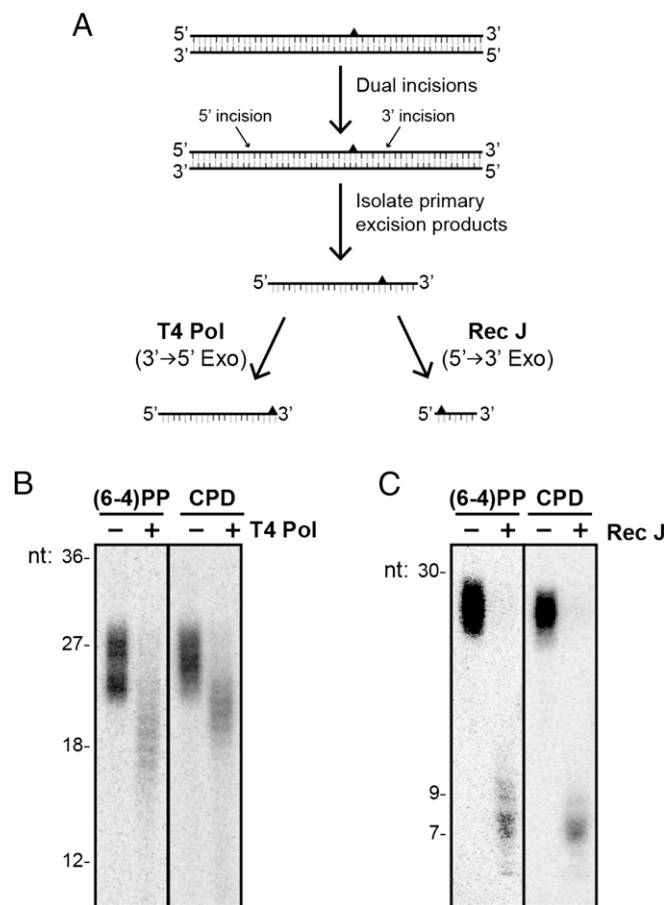 A
5' 3'
3' 5'
Dual incisions
5' incision 3' incision
5' 3'
3' 5'
Isolate primary
excision products
5' 3'
T4 Pol Rec J
(3'→5' Exo) (5'→3' Exo)
5' 3' 5' 3'
B
(6-4)PP CPD
− + − + T4 Pol
nt: 36-
27-
18-
12-
C
(6-4)PP CPD
− + − + Rec J
nt: 30-
9-
7-